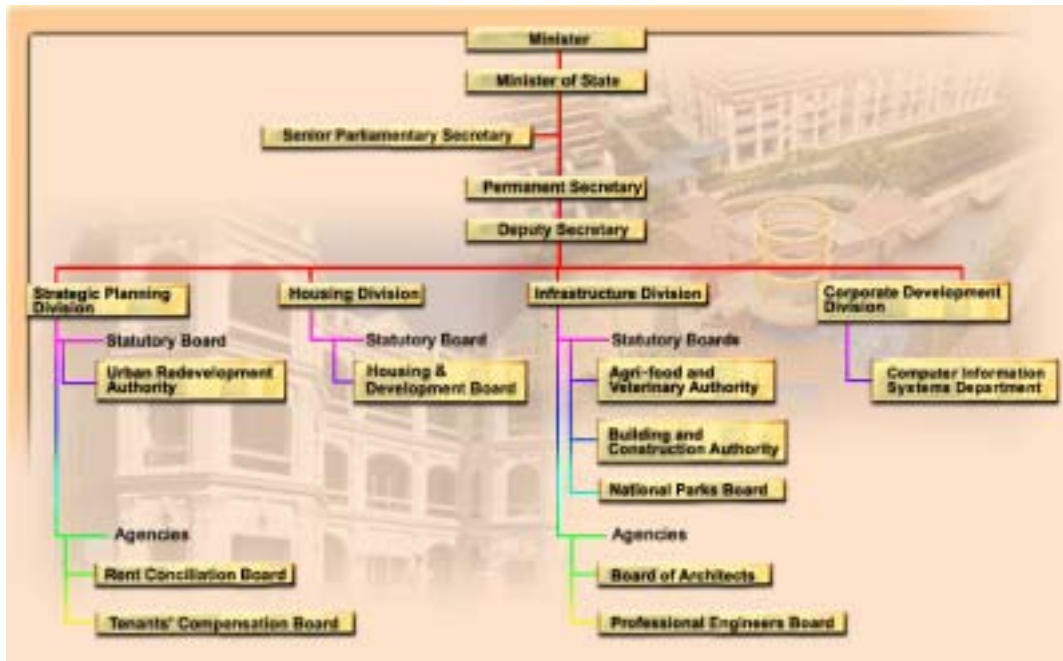 Minister
Minister of State
Senior Parliamentary Secretary
Permanent Secretary
Deputy Secretary
Strategic Planning
Division
Housing Division
Infrastructure Division
Corporate Development
Division
Statutory Board
Urban Redevelopment
Authority
Statutory Board
Housing &
Development Board
Statutory Boards
Agri-food and
Veterinary Authority
Building and
Construction Authority
National Parks Board
Computer Information
Systems Department
Agencies
Rent Conciliation Board
Tenants' Compensation Board
Agencies
Board of Architects
Professional Engineers Board